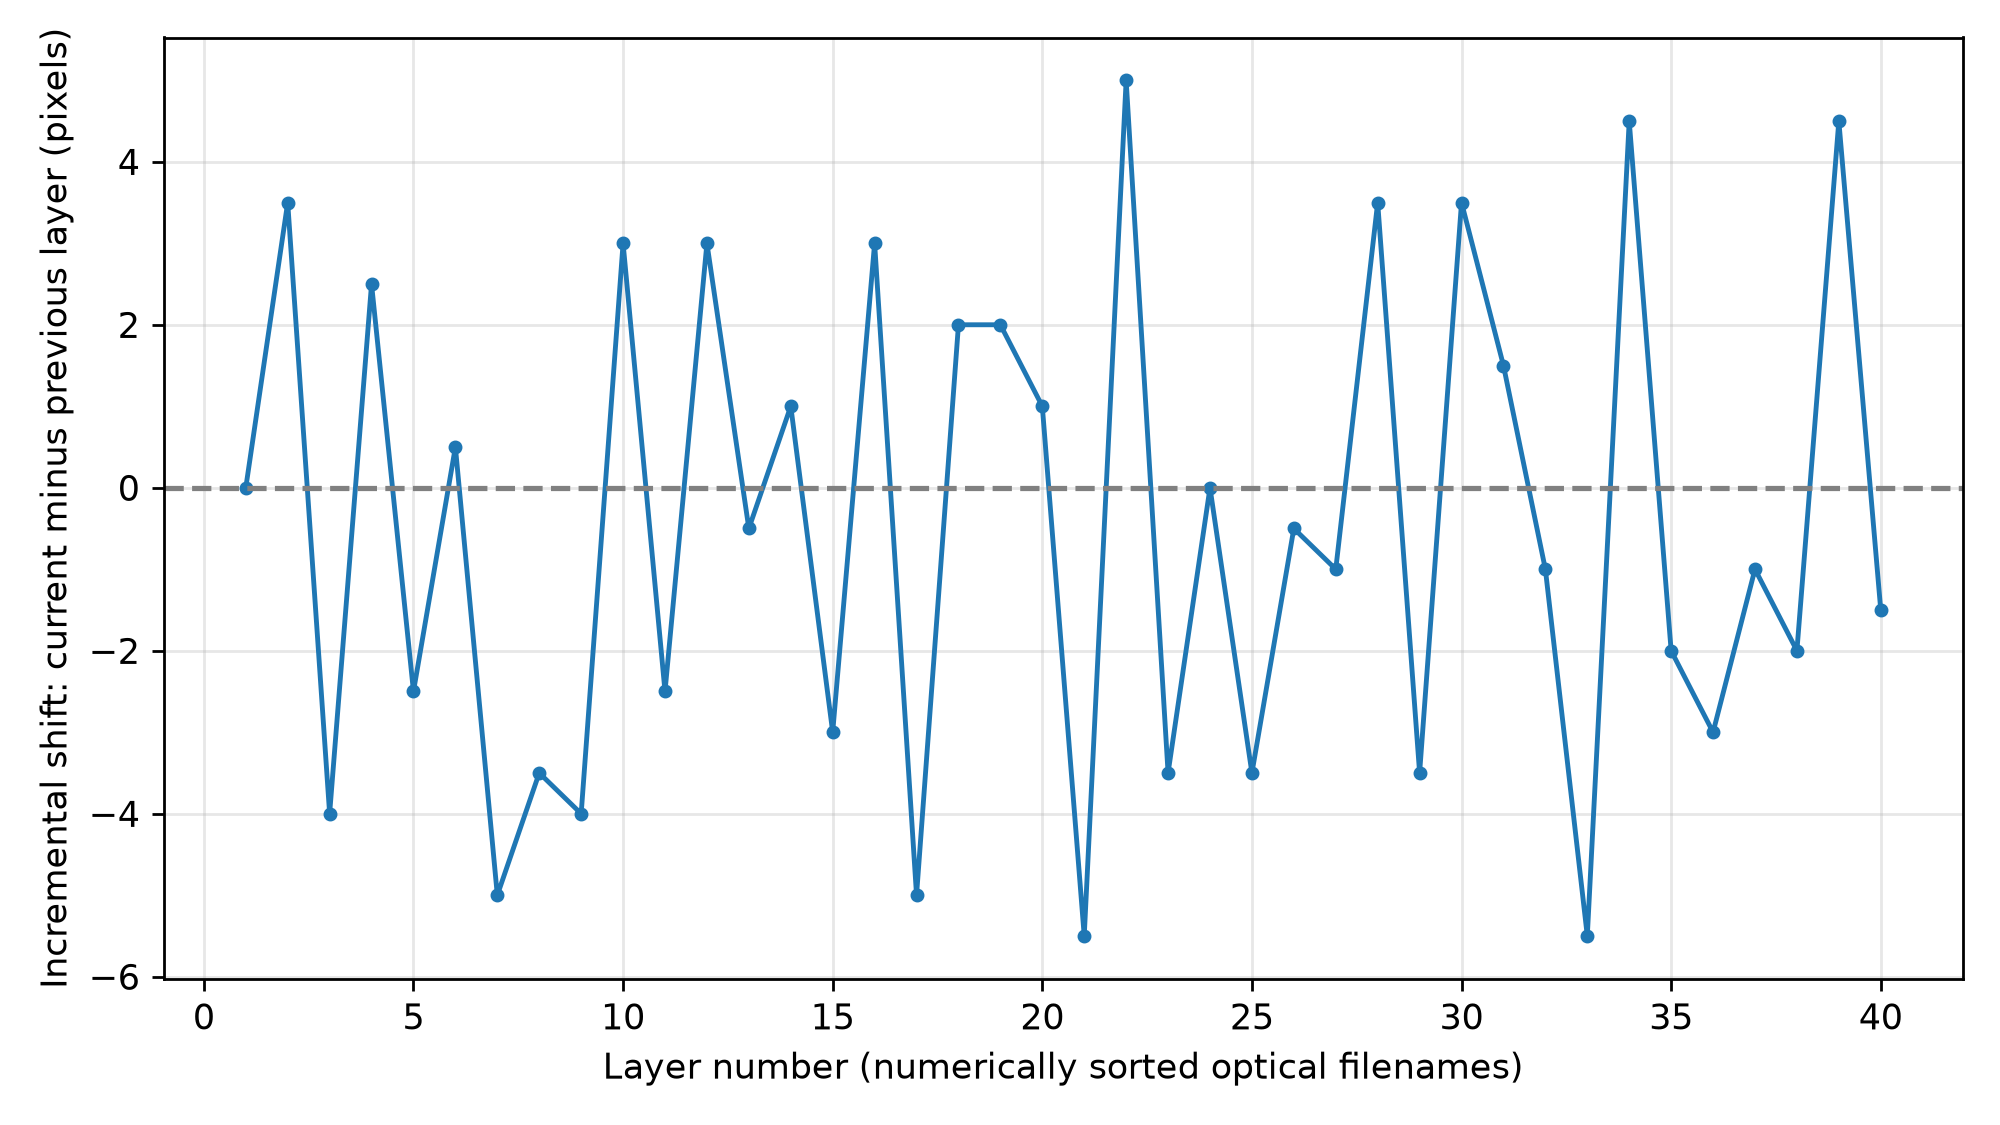 Incremental shift: current minus previous layer (pixels)
4
2
0
−2
−4
−6
0 5 10 15 20 25 30 35 40
Layer number (numerically sorted optical filenames)